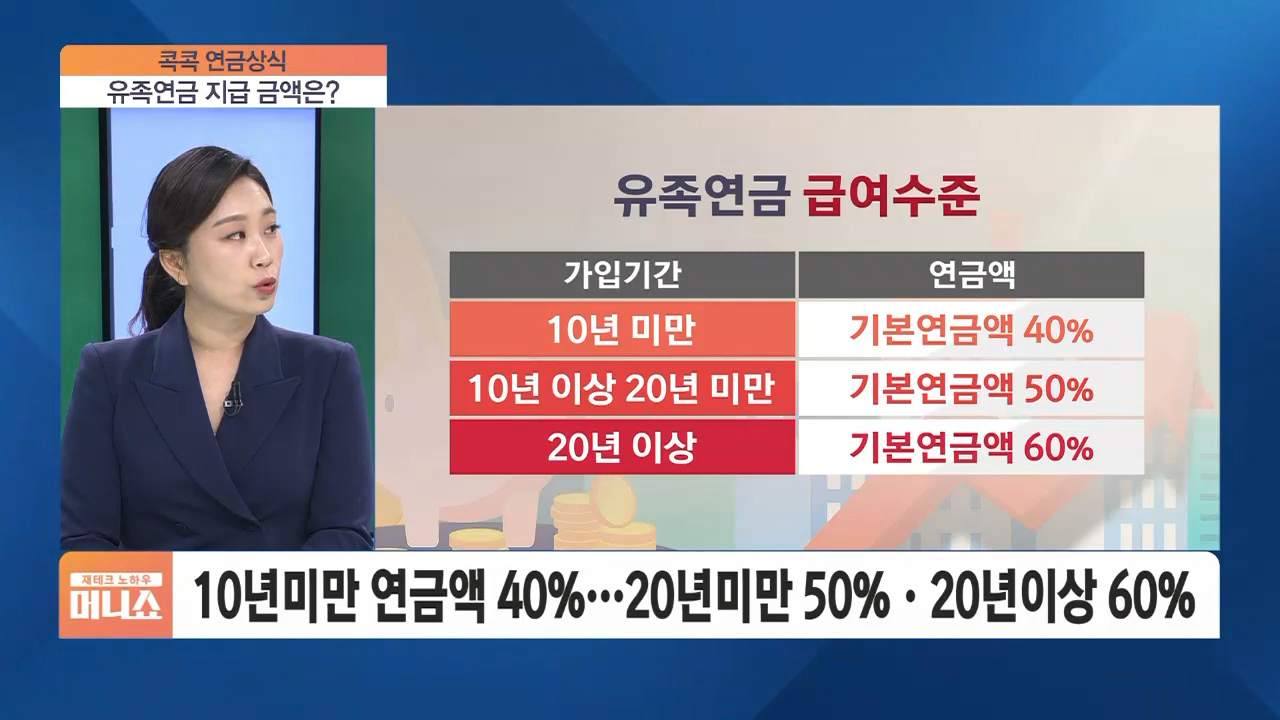 콕콕 연금상식
유족연금 지급 금액은?
유족연금 급여수준
가입기간 연금액
10년 미만 기본연금액 40%
10년 이상 20년 미만 기본연금액 50%
20년 이상 기본연금액 60%
재테크 노하우
머니쇼
10년미만 연금액 40%…20년미만 50%·20년이상 60%